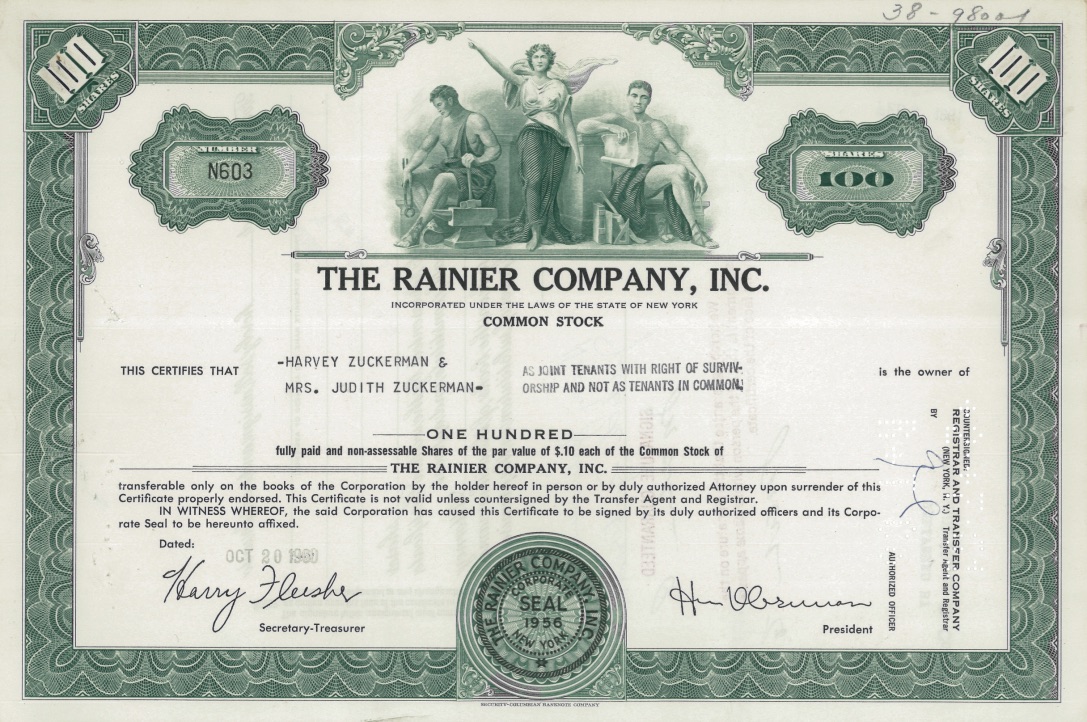 38-98001
100 SHARES
100 SHARES
NUMBER
N603
SHARES
100
THE RAINIER COMPANY, INC.
INCORPORATED UNDER THE LAWS OF THE STATE OF NEW YORK
COMMON STOCK
THIS CERTIFIES THAT
-HARVEY ZUCKERMAN &
MRS. JUDITH ZUCKERMAN-
AS JOINT TENANTS WITH RIGHT OF SURVIV-
ORSHIP AND NOT AS TENANTS IN COMMON.
is the owner of
ONE HUNDRED
fully paid and non-assessable Shares of the par value of $.10 each of the Common Stock of
THE RAINIER COMPANY, INC.
transferable only on the books of the Corporation by the holder hereof in person or by duly authorized Attorney upon surrender of this
Certificate properly endorsed. This Certificate is not valid unless countersigned by the Transfer Agent and Registrar.
IN WITNESS WHEREOF, the said Corporation has caused this Certificate to be signed by its duly authorized officers and its Corpo-
rate Seal to be hereunto affixed.
Dated:
OCT 20
Harry Fleisher
Secretary-Treasurer
THE RAINIER COMPANY, INC.
CORPORATE
SEAL
1956
NEW YORK
President
COUNTERSIGNED:
REGISTRAR AND TRANSFER COMPANY
(NEW YORK, N.Y.) Transfer Agent and Registrar
BY
AUTHORIZED OFFICER
SECURITY-COLUMBIAN BANKNOTE COMPANY